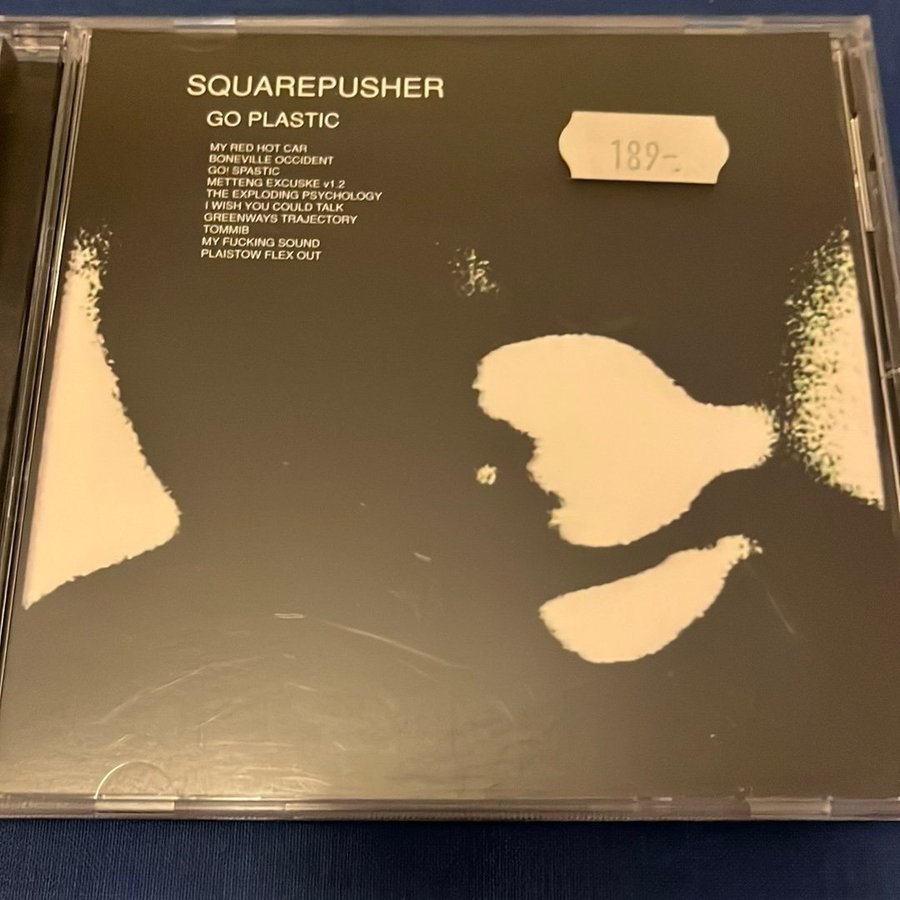 SQUAREPUSHER
GO PLASTIC
189-
MY RED HOT CAR
BONEVILLE OCCIDENT
GO! SPASTIC
METTENG EXCUSKE v1.2
THE EXPLODING PSYCHOLOGY
I WISH YOU COULD TALK
GREENWAYS TRAJECTORY
TOMMIB
MY FUCKING SOUND
PLAISTOW FLEX OUT